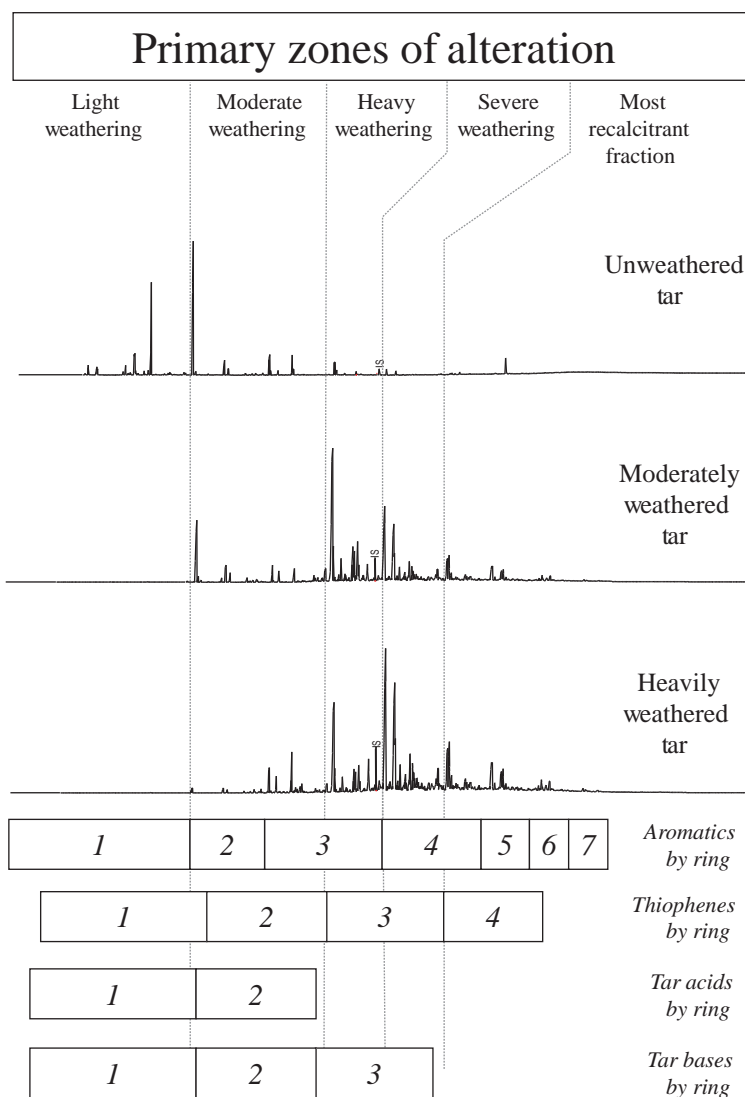 Primary zones of alteration
Light
weathering
Moderate
weathering
Heavy
weathering
Severe
weathering
Most
recalcitrant
fraction
Unweathered
tar
IS
Moderately
weathered
tar
IS
Heavily
weathered
tar
IS
1 2 3 4 5 6 7
Aromatics
by ring
1 2 3 4
Thiophenes
by ring
1 2
Tar acids
by ring
1 2 3
Tar bases
by ring